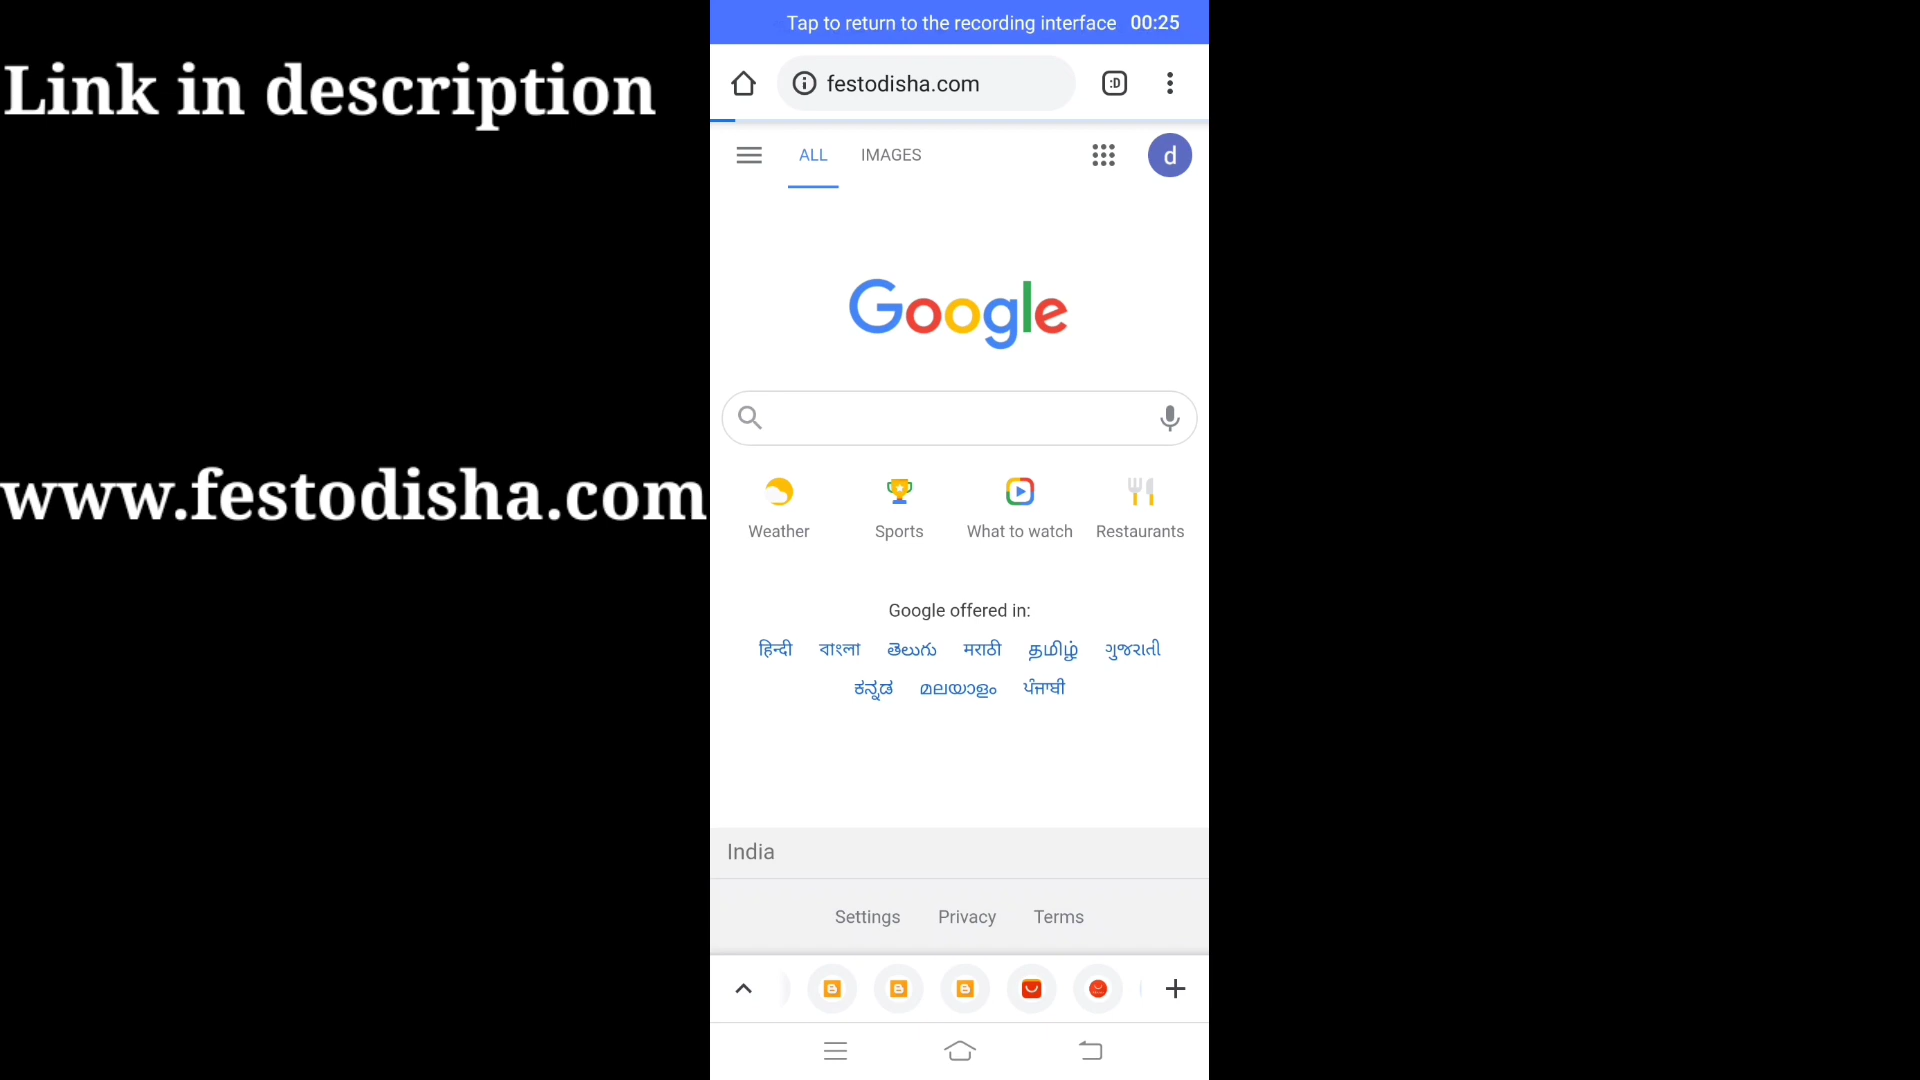 Link in description
www.festodisha.com
Tap to return to the recording interface 00:25
festodisha.com
:D
ALL IMAGES
d
Google
Weather Sports What to watch Restaurants
Google offered in:
हिन्दी বাংলা తెలుగు मराठी தமிழ் ગુજરાતી
ಕನ್ನಡ മലയാളം ਪੰਜਾਬੀ
India
Settings Privacy Terms